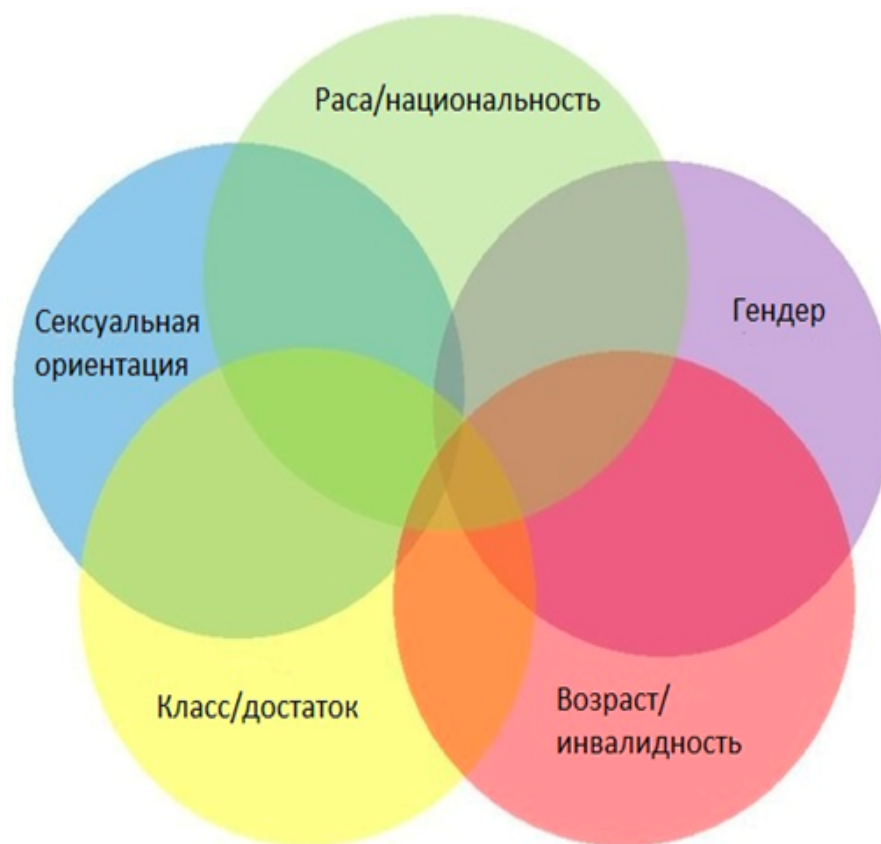 Раса/национальность
Гендер
Сексуальная
ориентация
Класс/достаток
Возраст/
инвалидность